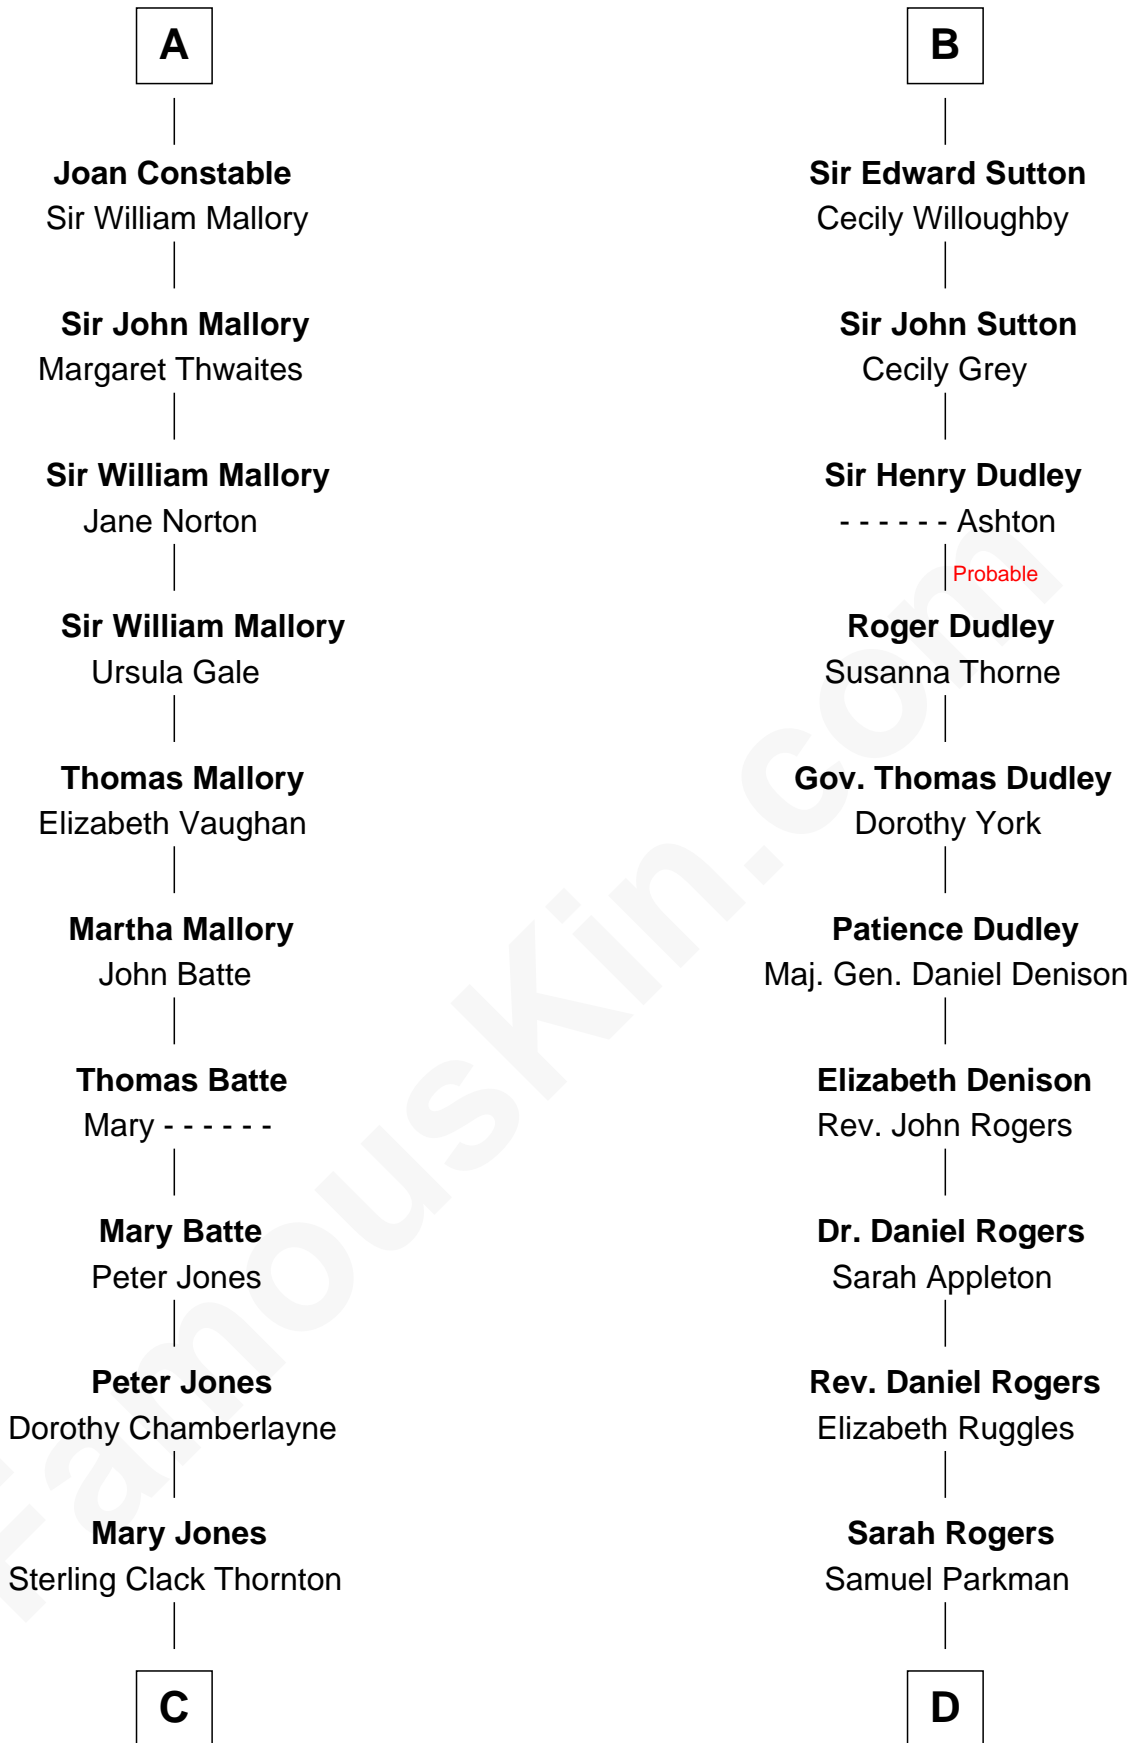 A
Joan Constable
Sir William Mallory
Sir John Mallory
Margaret Thwaites
Sir William Mallory
Jane Norton
Sir William Mallory
Ursula Gale
Thomas Mallory
Elizabeth Vaughan
Martha Mallory
John Batte
Thomas Batte
Mary - - - - - -
Mary Batte
Peter Jones
Peter Jones
Dorothy Chamberlayne
Mary Jones
Sterling Clack Thornton
C
B
Sir Edward Sutton
Cecily Willoughby
Sir John Sutton
Cecily Grey
Sir Henry Dudley
- - - - - - Ashton
Probable
Roger Dudley
Susanna Thorne
Gov. Thomas Dudley
Dorothy York
Patience Dudley
Maj. Gen. Daniel Denison
Elizabeth Denison
Rev. John Rogers
Dr. Daniel Rogers
Sarah Appleton
Rev. Daniel Rogers
Elizabeth Ruggles
Sarah Rogers
Samuel Parkman
D
FamousKin.com